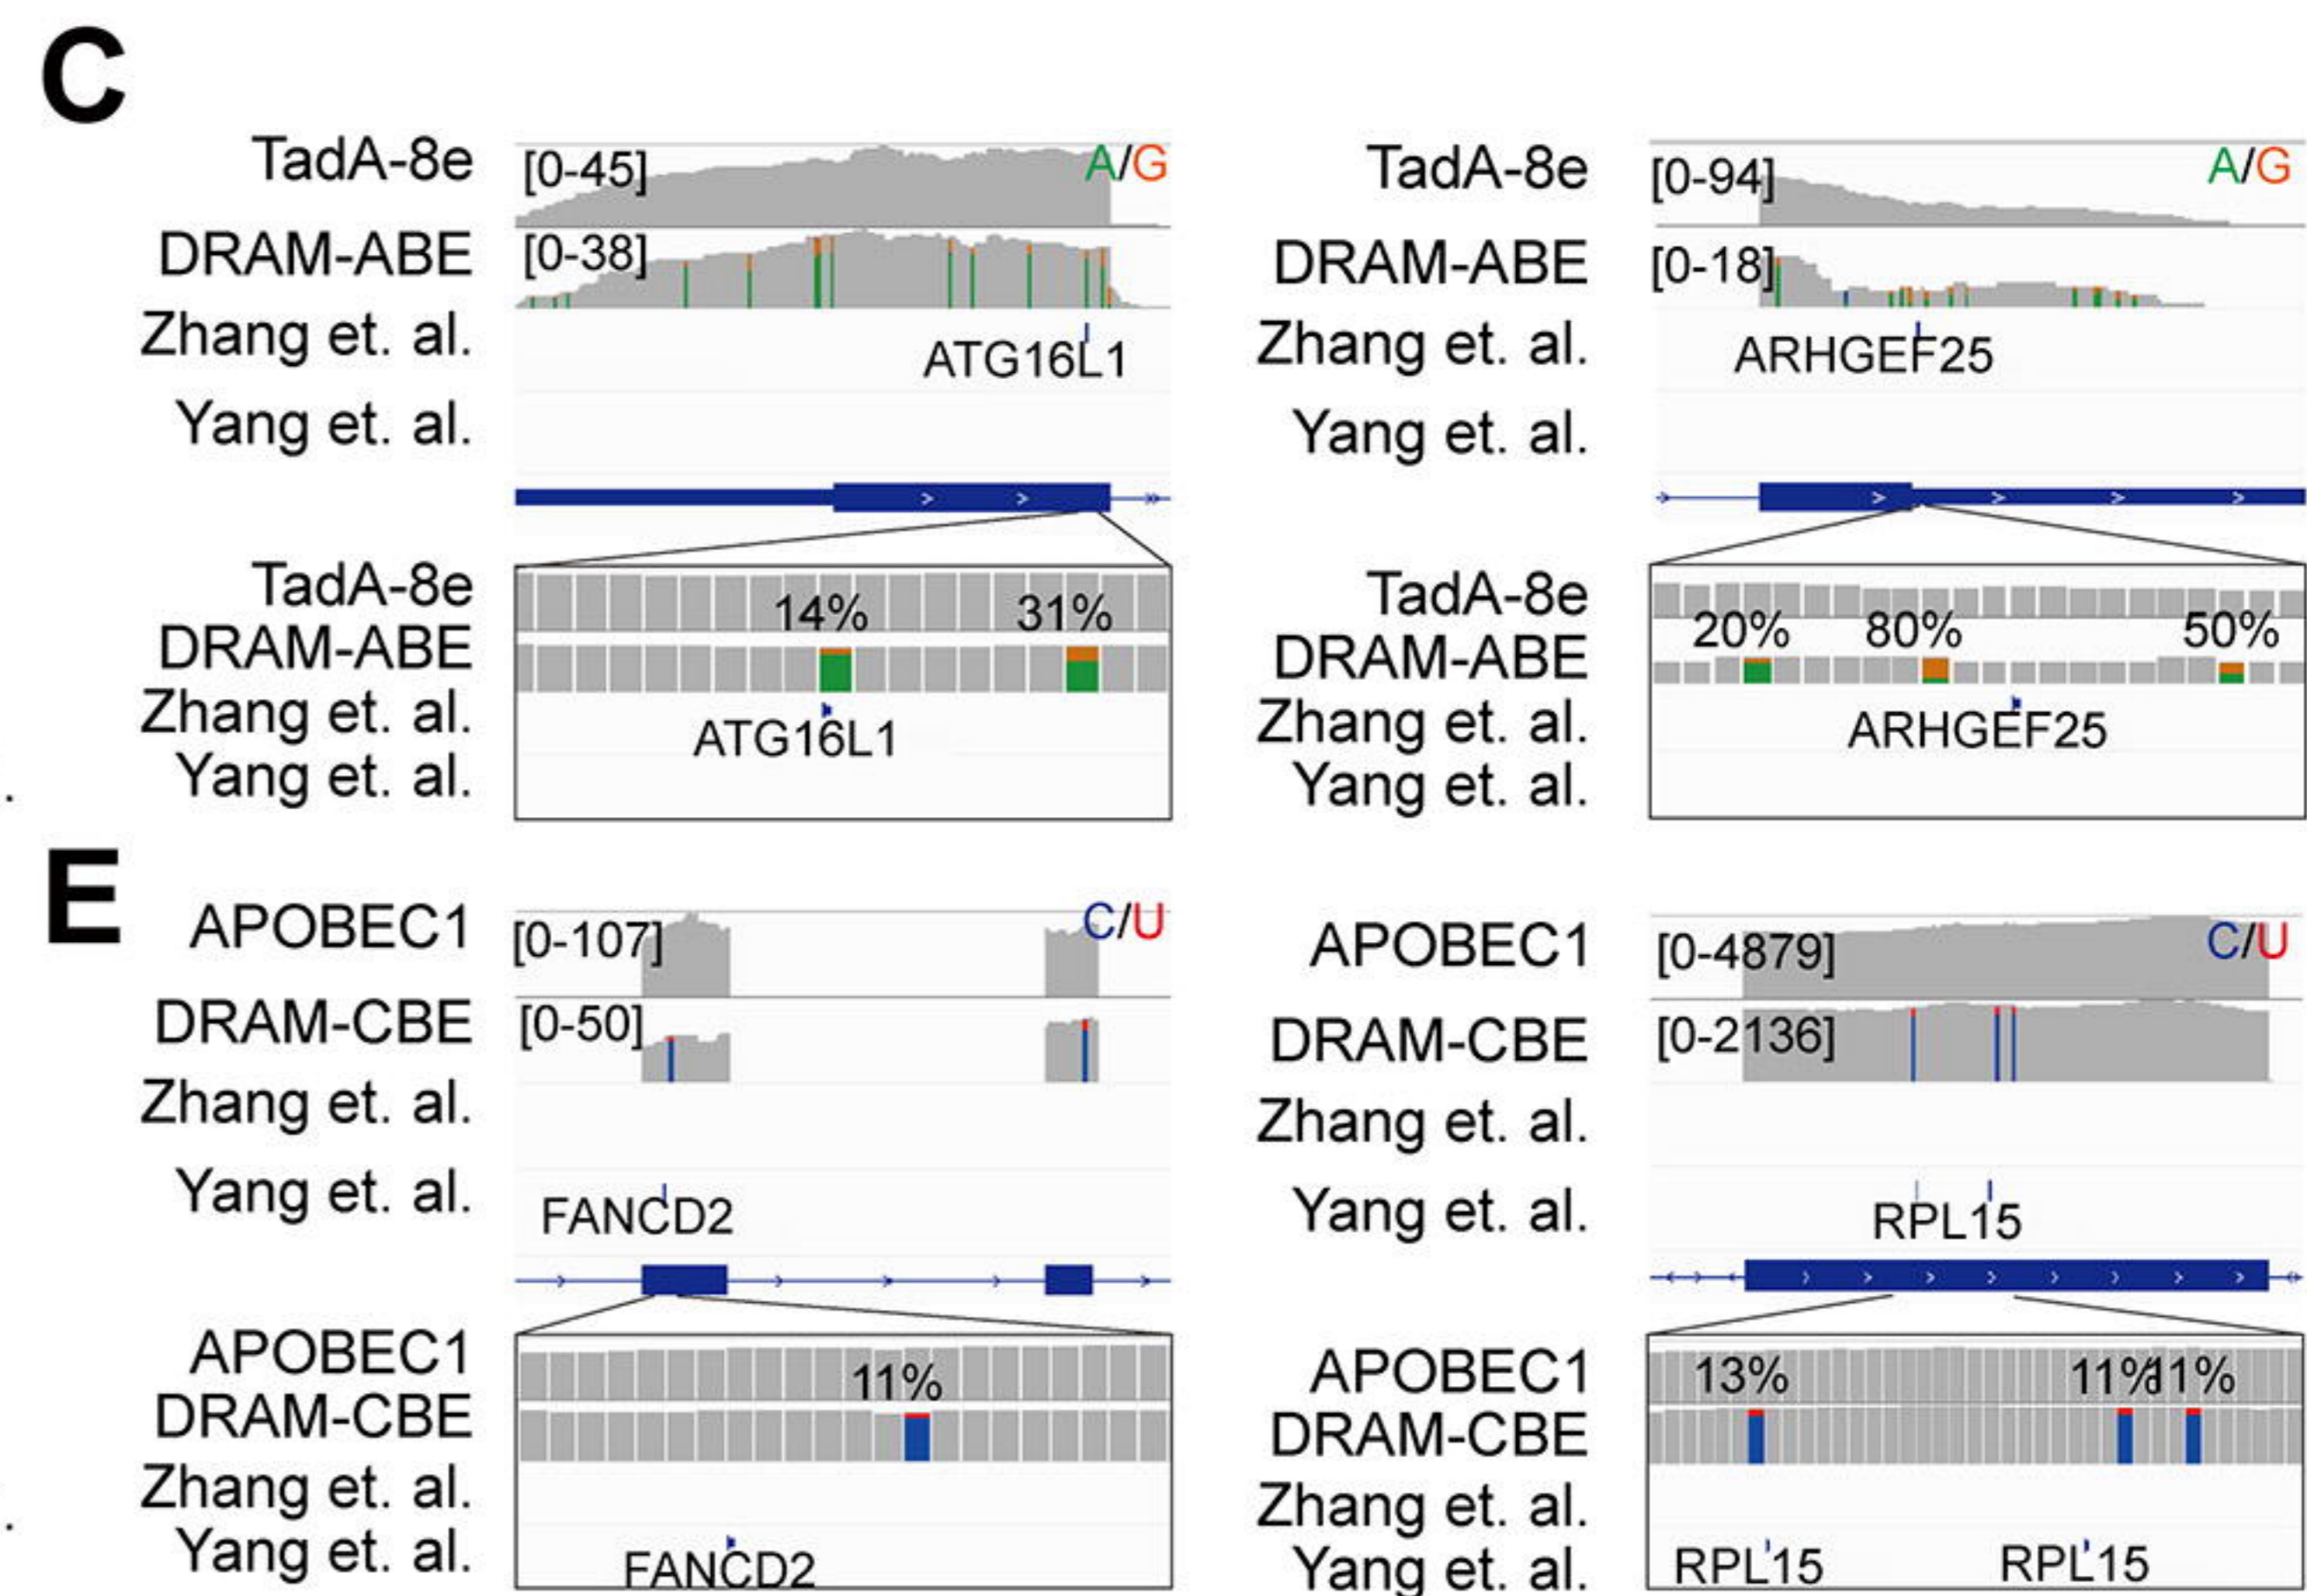 C
TadA-8e [0-45] A/G
DRAM-ABE [0-38]
Zhang et. al. ATG16L1
Yang et. al.
TadA-8e 14% 31%
DRAM-ABE
Zhang et. al. ATG16L1
Yang et. al.
TadA-8e [0-94] A/G
DRAM-ABE [0-18]
Zhang et. al. ARHGEF25
Yang et. al.
TadA-8e 20% 80% 50%
DRAM-ABE
Zhang et. al. ARHGEF25
Yang et. al.
E
APOBEC1 [0-107] C/U
DRAM-CBE [0-50]
Zhang et. al.
Yang et. al. FANCD2
APOBEC1 11%
DRAM-CBE
Zhang et. al.
Yang et. al. FANCD2
APOBEC1 [0-4879] C/U
DRAM-CBE [0-2136]
Zhang et. al.
Yang et. al. RPL15
APOBEC1 13% 11% 11%
DRAM-CBE
Zhang et. al.
Yang et. al. RPL15 RPL15